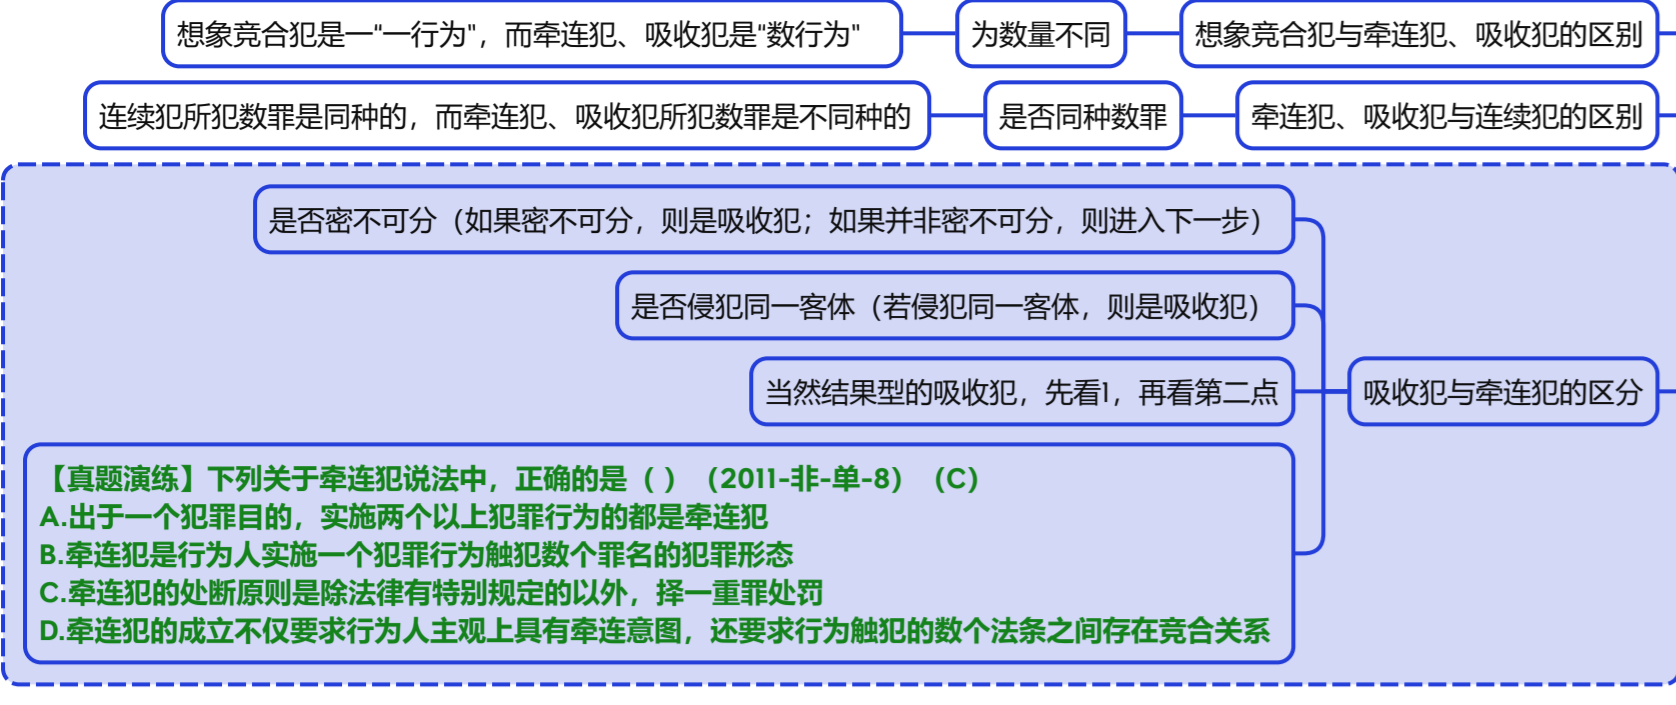 想象竞合犯是一“一行为”，而牵连犯、吸收犯是“数行为”
为数量不同
想象竞合犯与牵连犯、吸收犯的区别
连续犯所犯数罪是同种的，而牵连犯、吸收犯所犯数罪是不同种的
是否同种数罪
牵连犯、吸收犯与连续犯的区别
是否密不可分（如果密不可分，则是吸收犯；如果并非密不可分，则进入下一步）
是否侵犯同一客体（若侵犯同一客体，则是吸收犯）
当然结果型的吸收犯，先看1，再看第二点
吸收犯与牵连犯的区分
【真题演练】下列关于牵连犯说法中，正确的是（ ）（2011-非-单-8）（C）
A.出于一个犯罪目的，实施两个以上犯罪行为的都是牵连犯
B.牵连犯是行为人实施一个犯罪行为触犯数个罪名的犯罪形态
C.牵连犯的处断原则是除法律有特别规定的以外，择一重罪处罚
D.牵连犯的成立不仅要求行为人主观上具有牵连意图，还要求行为触犯的数个法条之间存在竞合关系